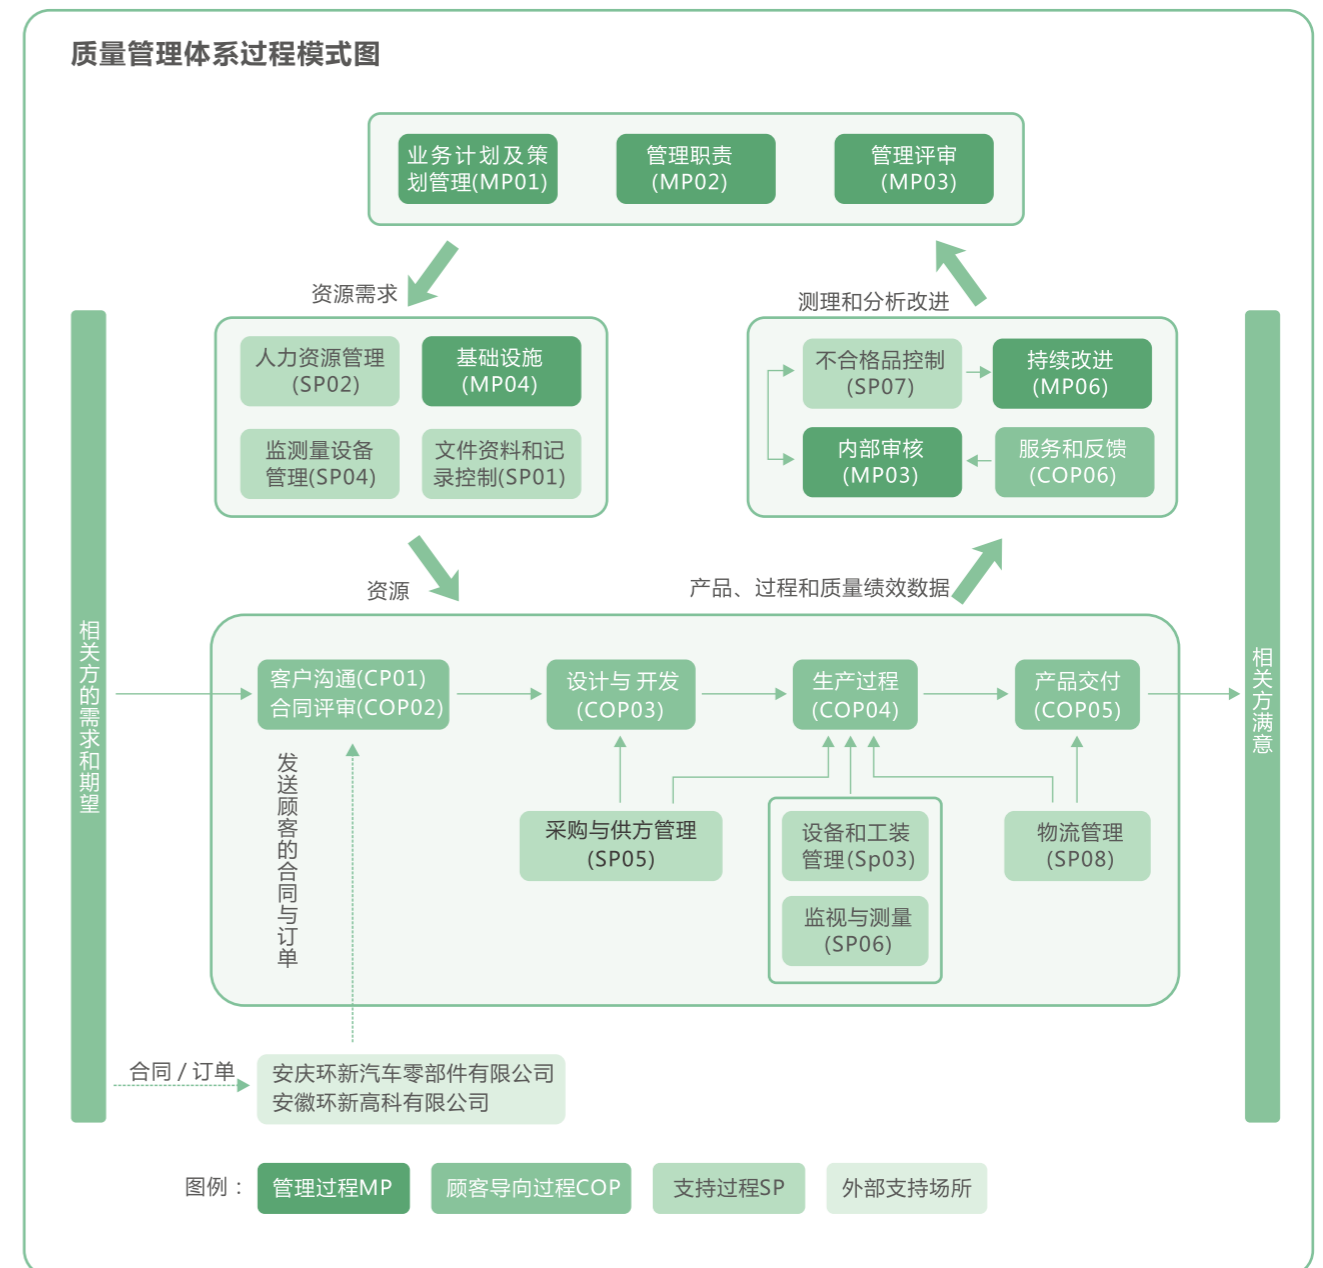 质量管理体系过程模式图
业务计划及策
划管理(MP01)
管理职责
(MP02)
管理评审
(MP03)
资源需求
测理和分析改进
人力资源管理
(SP02)
基础设施
(MP04)
监测量设备
管理(SP04)
文件资料和记
录控制(SP01)
不合格品控制
(SP07)
持续改进
(MP06)
内部审核
(MP03)
服务和反馈
(COP06)
资源
产品、过程和质量绩效数据
相关方的需求和期望
客户沟通(CP01)
合同评审(COP02)
设计与 开发
(COP03)
生产过程
(COP04)
产品交付
(COP05)
相关方满意
发送顾客的合同与订单
采购与供方管理
(SP05)
设备和工装
管理(Sp03)
监视与测量
(SP06)
物流管理
(SP08)
合同 / 订单
安庆环新汽车零部件有限公司
安徽环新高科有限公司
图例：
管理过程MP
顾客导向过程COP
支持过程SP
外部支持场所